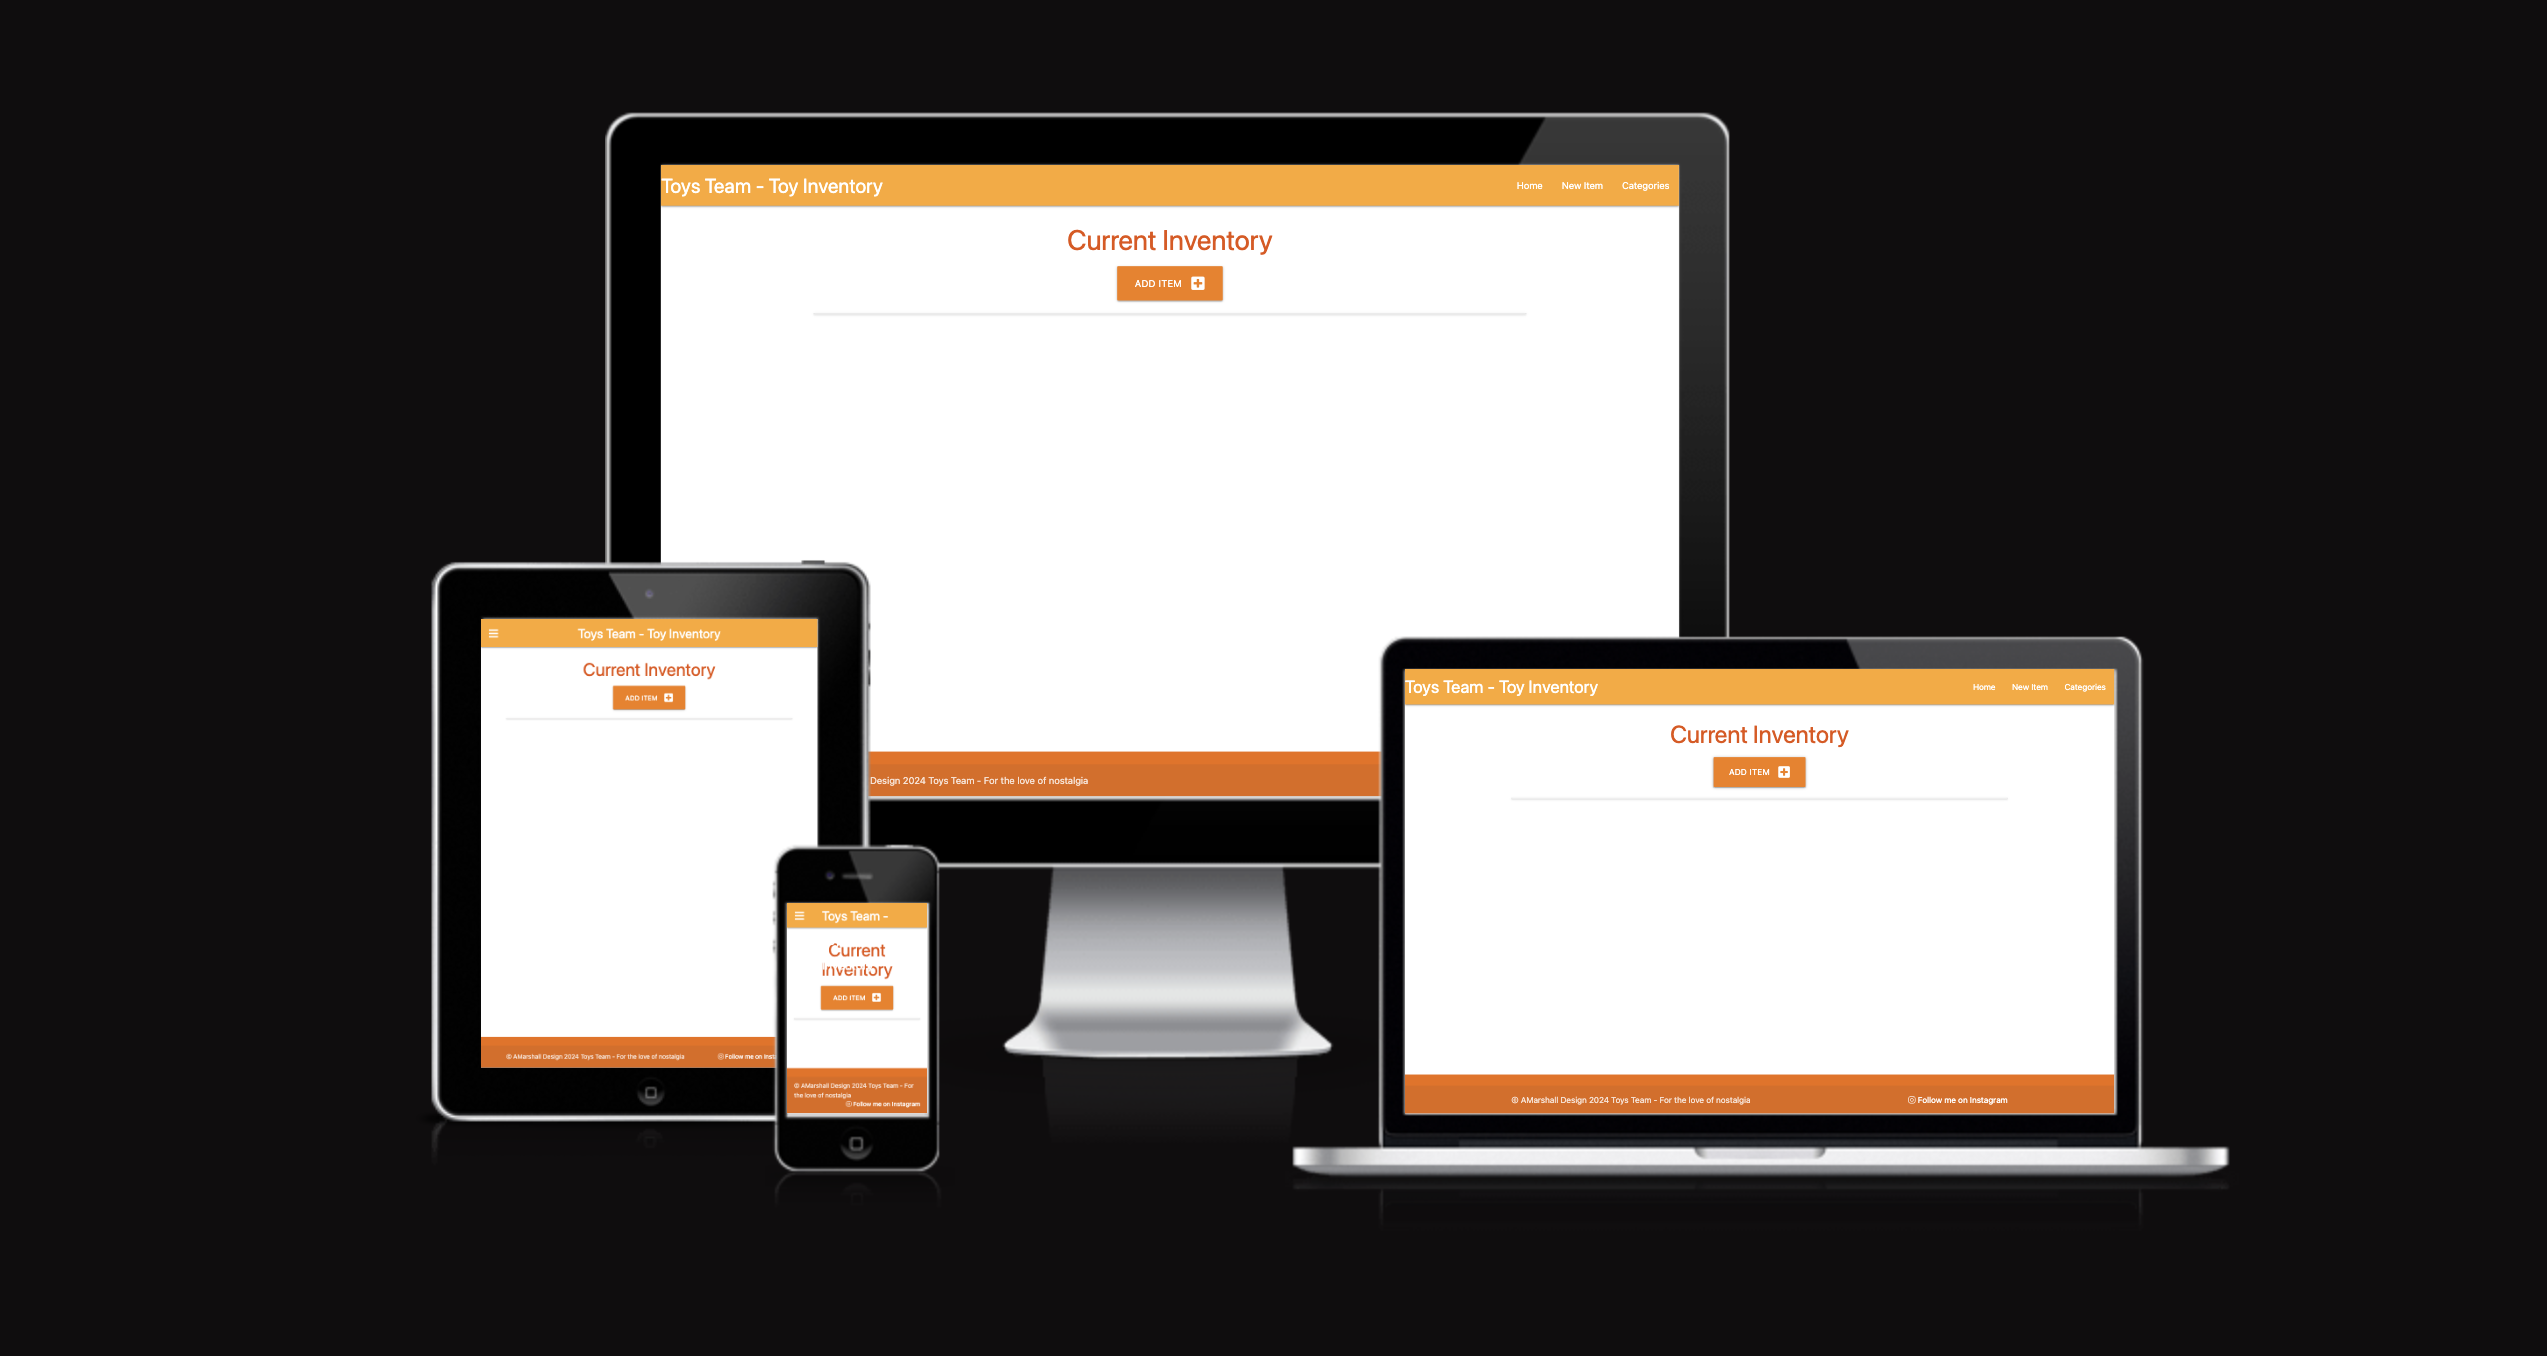 Toys Team - Toy Inventory
Home New Item Categories
Current Inventory
ADD ITEM
Design 2024 Toys Team - For the love of nostalgia
Toys Team - Toy Inventory
Current Inventory
ADD ITEM
© AMarshall Design 2024 Toys Team - For the love of nostalgia
Follow me on
Toys Team -
Current
Inventory
ADD ITEM
© AMarshall Design 2024 Toys Team - For
the love of nostalgia
Follow me on Instagram
Toys Team - Toy Inventory
Home New Item Categories
Current Inventory
ADD ITEM
© AMarshall Design 2024 Toys Team - For the love of nostalgia
Follow me on Instagram